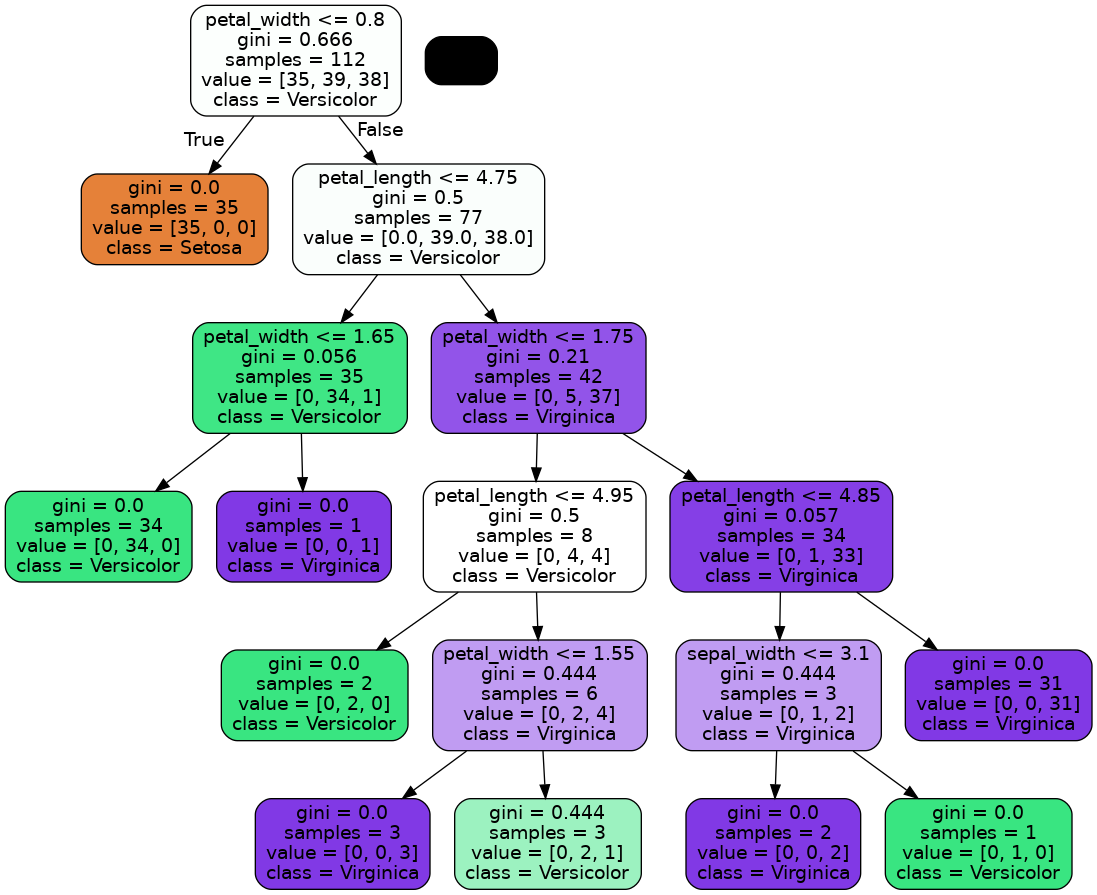 petal_width <= 0.8
gini = 0.666
samples = 112
value = [35, 39, 38]
class = Versicolor
True
False
gini = 0.0
samples = 35
value = [35, 0, 0]
class = Setosa
petal_length <= 4.75
gini = 0.5
samples = 77
value = [0.0, 39.0, 38.0]
class = Versicolor
petal_width <= 1.65
gini = 0.056
samples = 35
value = [0, 34, 1]
class = Versicolor
petal_width <= 1.75
gini = 0.21
samples = 42
value = [0, 5, 37]
class = Virginica
gini = 0.0
samples = 34
value = [0, 34, 0]
class = Versicolor
gini = 0.0
samples = 1
value = [0, 0, 1]
class = Virginica
petal_length <= 4.95
gini = 0.5
samples = 8
value = [0, 4, 4]
class = Versicolor
petal_length <= 4.85
gini = 0.057
samples = 34
value = [0, 1, 33]
class = Virginica
gini = 0.0
samples = 2
value = [0, 2, 0]
class = Versicolor
petal_width <= 1.55
gini = 0.444
samples = 6
value = [0, 2, 4]
class = Virginica
sepal_width <= 3.1
gini = 0.444
samples = 3
value = [0, 1, 2]
class = Virginica
gini = 0.0
samples = 31
value = [0, 0, 31]
class = Virginica
gini = 0.0
samples = 3
value = [0, 0, 3]
class = Virginica
gini = 0.444
samples = 3
value = [0, 2, 1]
class = Versicolor
gini = 0.0
samples = 2
value = [0, 0, 2]
class = Virginica
gini = 0.0
samples = 1
value = [0, 1, 0]
class = Versicolor